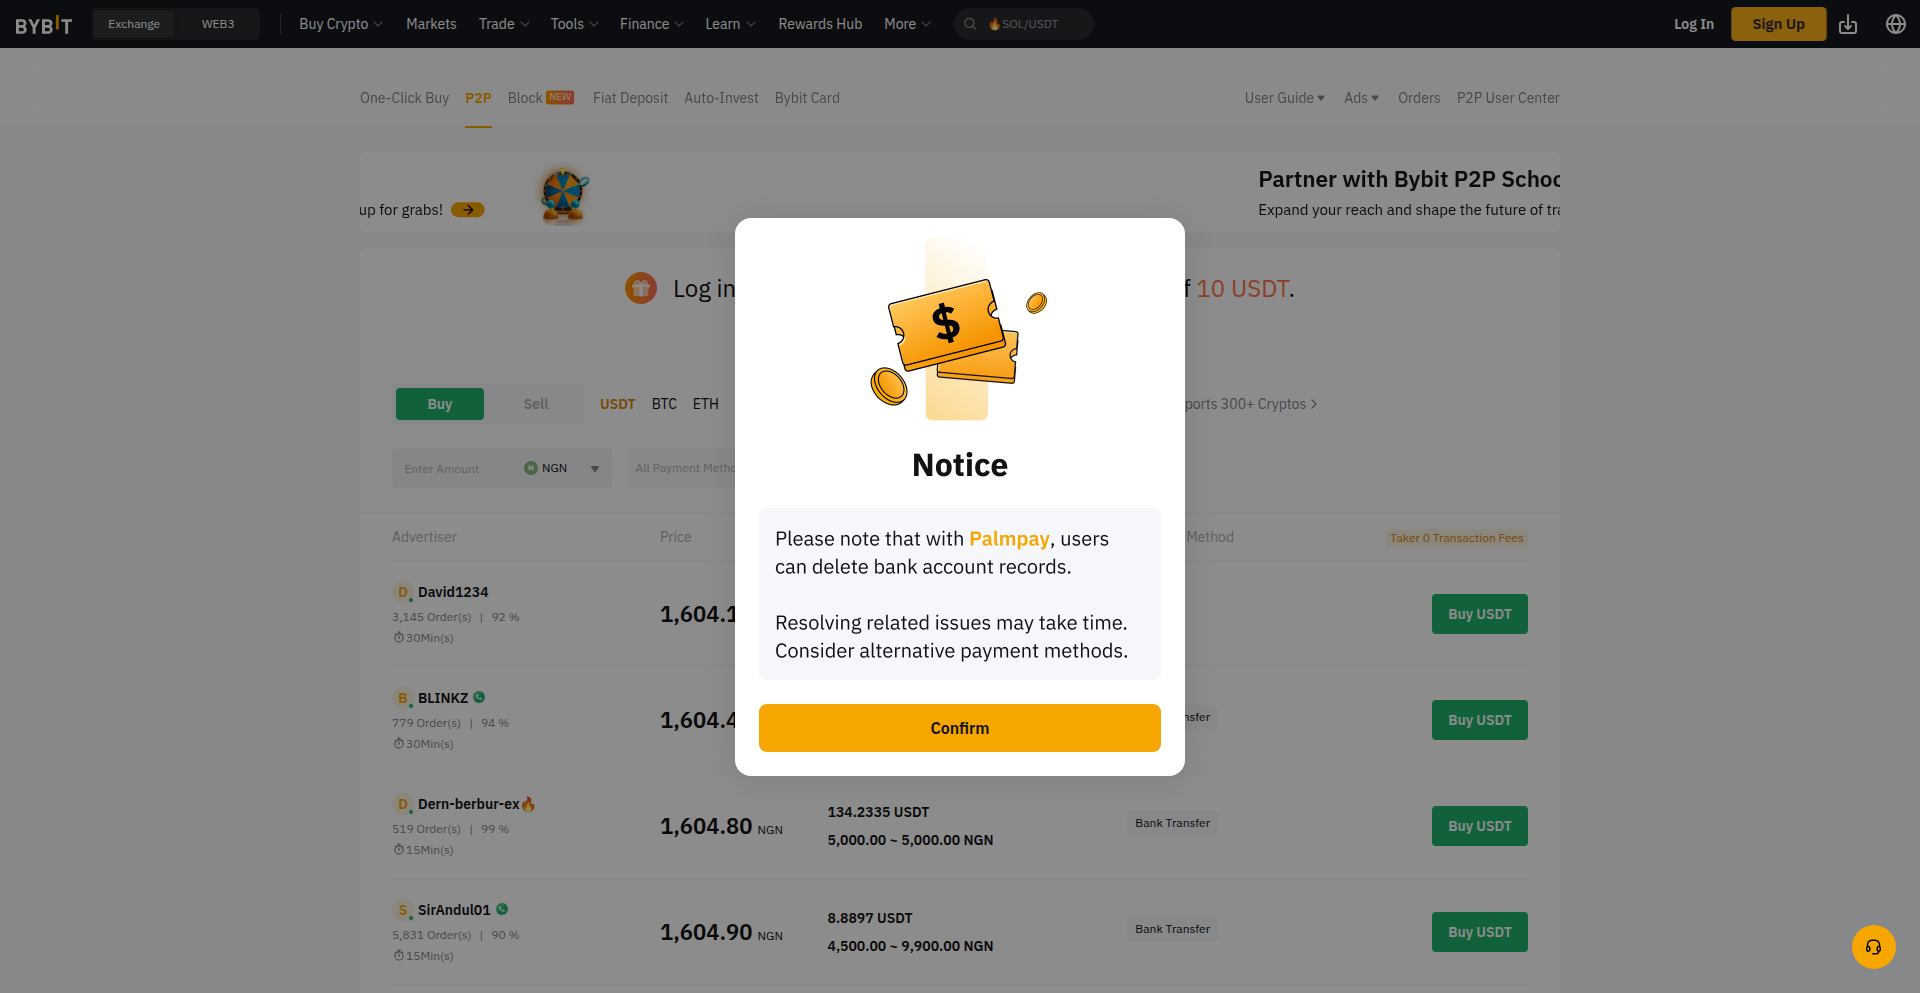 BYBIT
Exchange
WEB3
Buy Crypto
Markets
Trade
Tools
Finance
Learn
Rewards Hub
More
SOL/USDT
Log In
Sign Up
One-Click Buy
P2P
Block NEW
Fiat Deposit
Auto-Invest
Bybit Card
User Guide
Ads
Orders
P2P User Center
up for grabs!
Partner with Bybit P2P Schoo
Expand your reach and shape the future of tra
Log in
10 USDT.
Buy
Sell
USDT
BTC
ETH
ports 300+ Cryptos
Enter Amount
NGN
All Payment Metho
Advertiser
Price
Method
Taker 0 Transaction Fees
D David1234
3,145 Order(s) | 92 %
30Min(s)
1,604.1
Buy USDT
B BLINKZ
779 Order(s) | 94 %
30Min(s)
1,604.4
nsfer
Buy USDT
D Dern-berbur-ex
519 Order(s) | 99 %
15Min(s)
1,604.80 NGN
134.2335 USDT
5,000.00 ~ 5,000.00 NGN
Bank Transfer
Buy USDT
S SirAndul01
5,831 Order(s) | 90 %
15Min(s)
1,604.90 NGN
8.8897 USDT
4,500.00 ~ 9,900.00 NGN
Bank Transfer
Buy USDT
$
Notice
Please note that with Palmpay, users
can delete bank account records.
Resolving related issues may take time.
Consider alternative payment methods.
Confirm